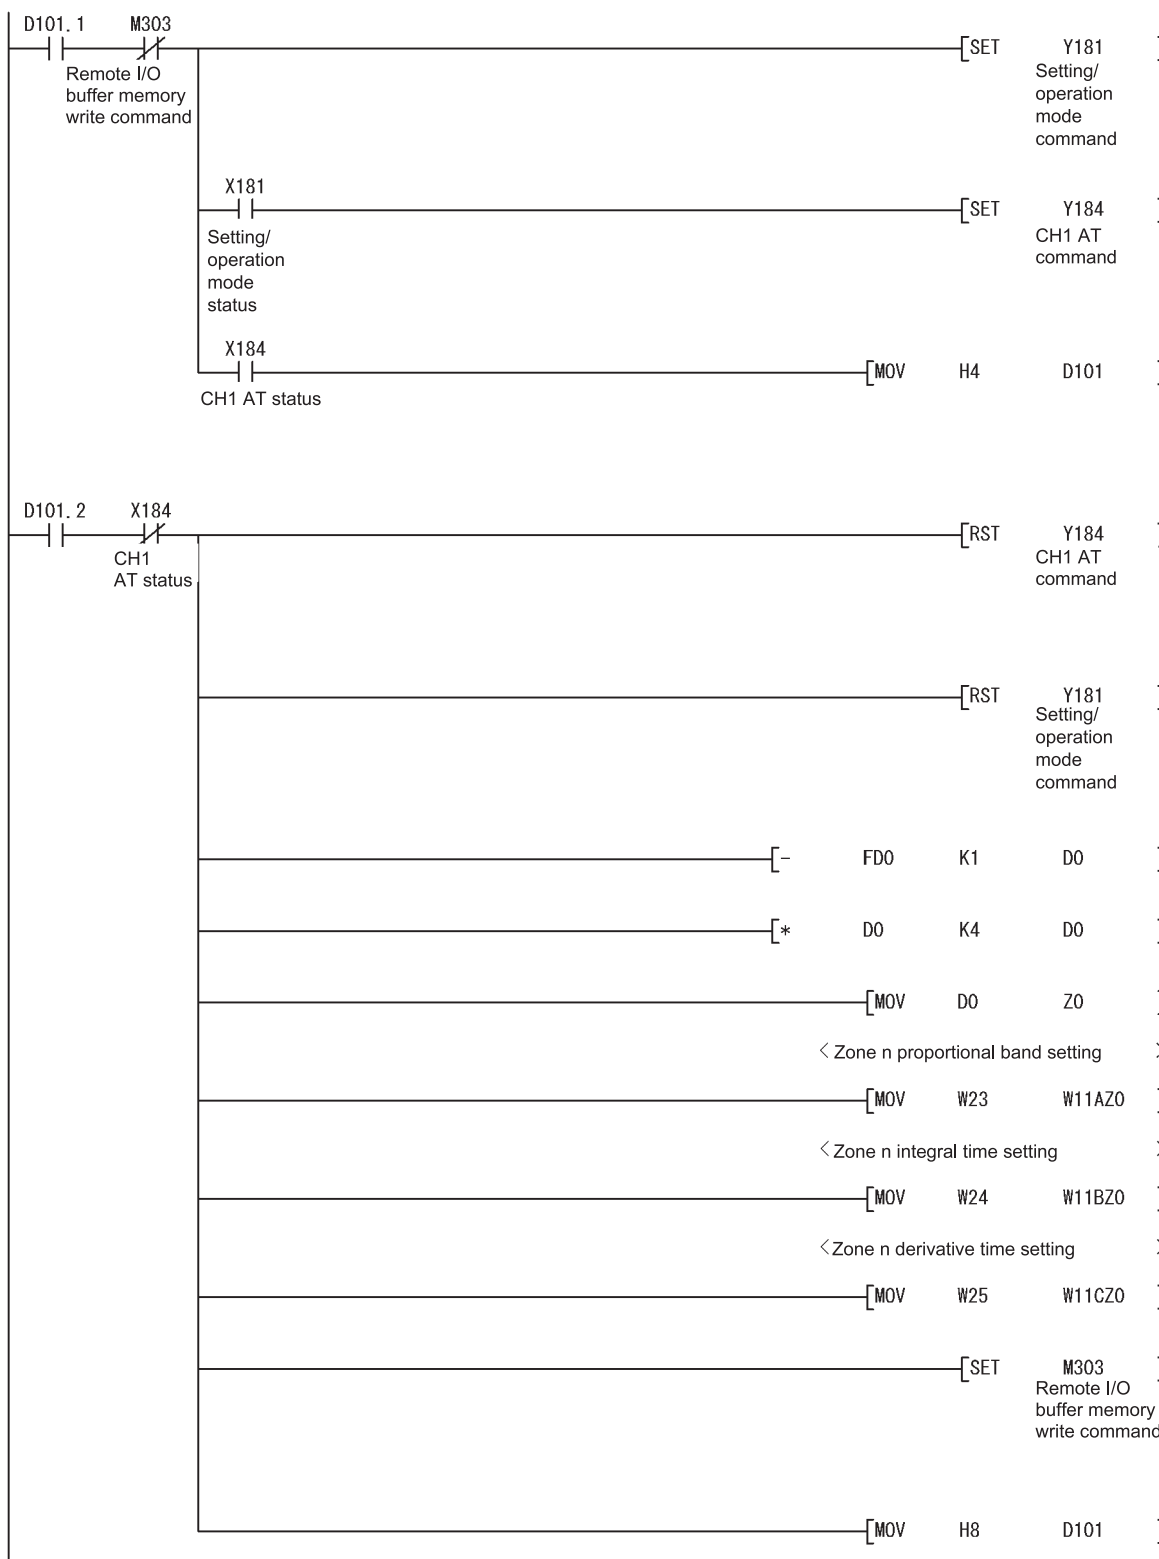 D101.1 M303 [SET Y181 ]
Remote I/O
buffer memory
write command
Setting/
operation
mode
command
X181 [SET Y184 ]
Setting/
operation
mode
status
CH1 AT
command
X184 [MOV H4 D101 ]
CH1 AT status
D101.2 X184 [RST Y184 ]
CH1
AT status
CH1 AT
command
[RST Y181 ]
Setting/
operation
mode
command
[- FD0 K1 D0 ]
[* D0 K4 D0 ]
[MOV D0 Z0 ]
< Zone n proportional band setting >
[MOV W23 W11AZ0 ]
< Zone n integral time setting >
[MOV W24 W11BZ0 ]
< Zone n derivative time setting >
[MOV W25 W11CZ0 ]
[SET M303 ]
Remote I/O
buffer memory
write command
[MOV H8 D101 ]